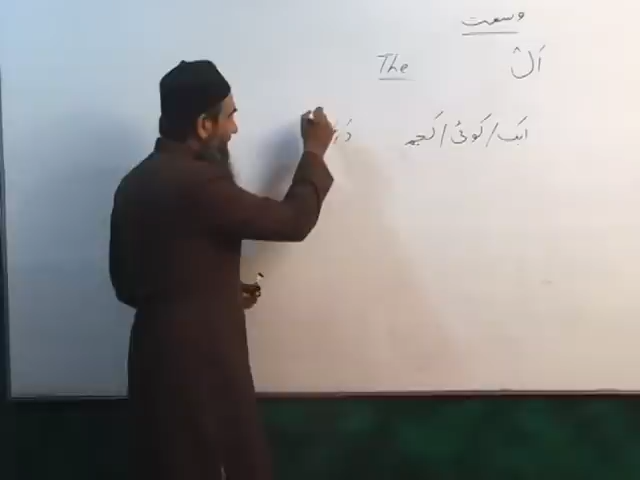 وسعت
اَلْ The
ایک / کوئی / کچھ